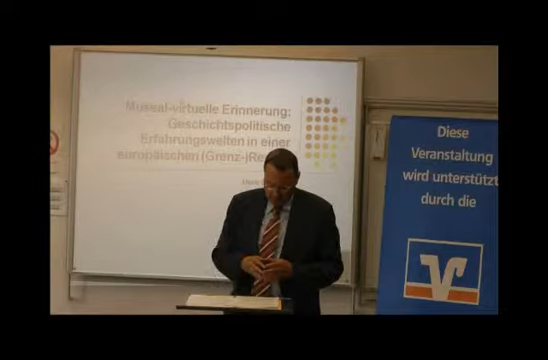 Museal-virtuelle Erinnerung:
Geschichtspolitische
Erfahrungswelten in einer
europäischen (Grenz-)Re
Diese
Veranstaltung
wird unterstützt
durch die